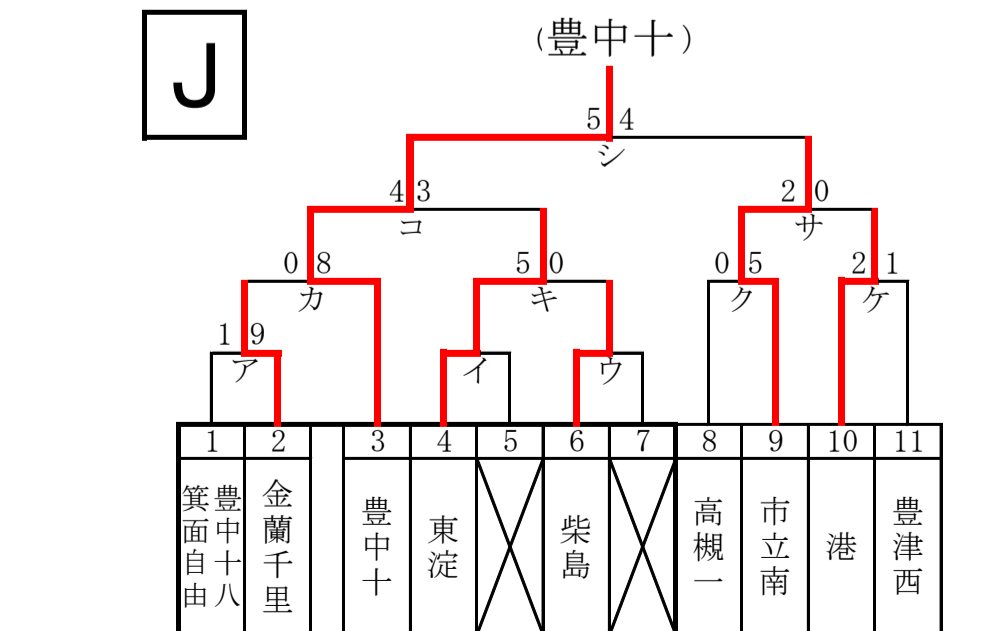 J
(豊中十)
5 4
シ
4 3
コ
2 0
サ
0 8
カ
5 0
キ
0 5
ク
2 1
ケ
1 9
ア
イ
ウ
1 2 3 4 5 6 7 8 9 10 11
豊中十八
箕面自由
金蘭千里
豊中十
東淀
柴島
高槻一
市立南
港
豊津西